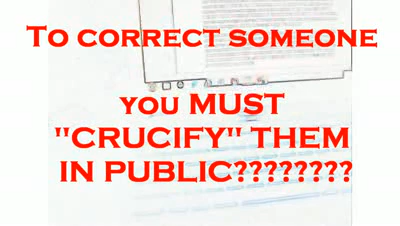 TO CORRECT SOMEONE
YOU MUST
"CRUCIFY" THEM
IN PUBLIC????????